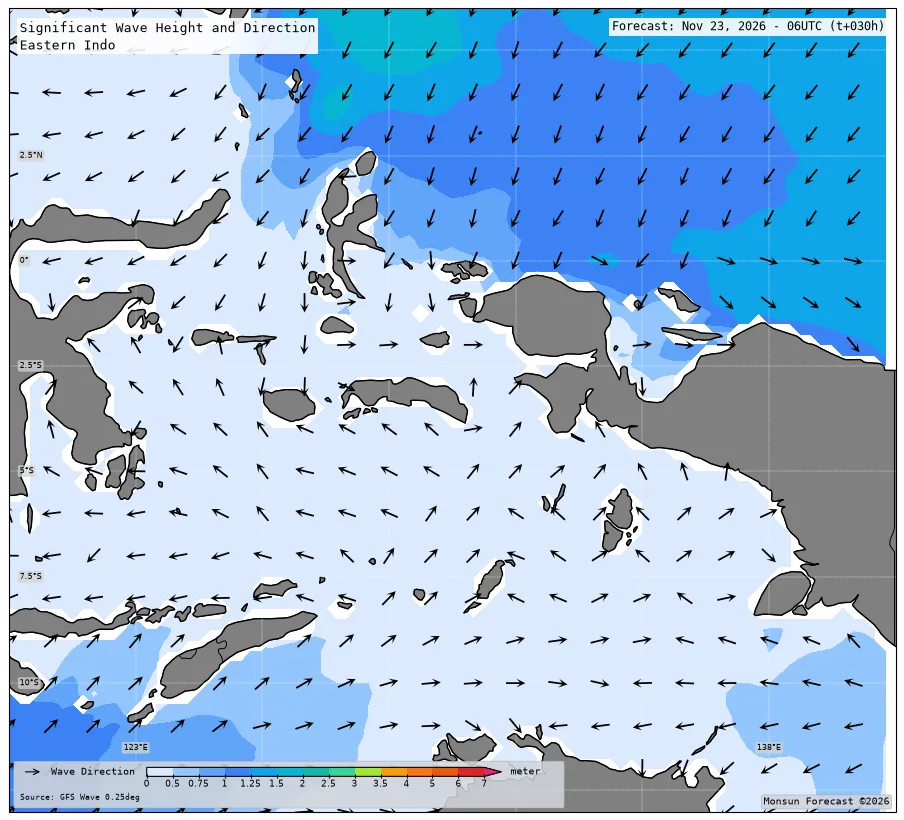 Significant Wave Height and Direction
Eastern Indo
Forecast: Nov 23, 2026 - 06UTC (t+030h)
2.5°N
0°
2.5°S
5°S
7.5°S
10°S
123°E
138°E
Wave Direction
meter
0 0.5 0.75 1 1.25 1.5 2 2.5 3 3.5 4 5 6 7
Source: GFS Wave 0.25deg
Monsun Forecast ©2026